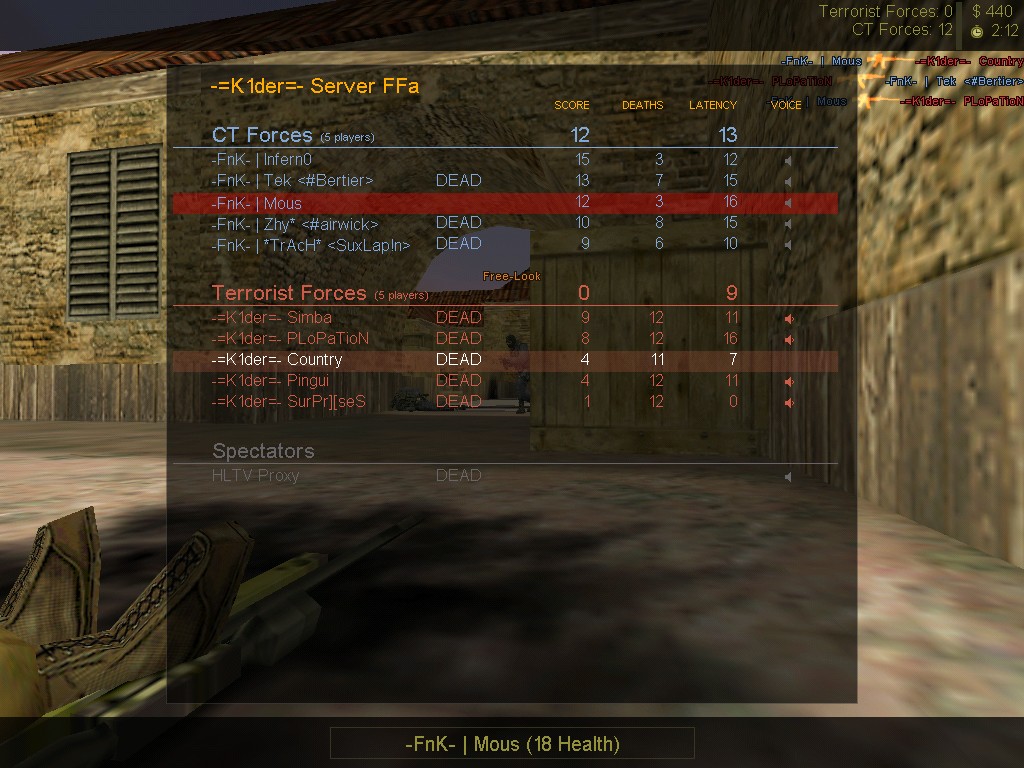 Terrorist Forces: 0 $ 440
CT Forces: 12 2:12
-FnK- | Mous -=K1der=- Country
-=K1der=- PLoPaTioN -FnK- | Tek <#Bertier>
-FnK- | Mous -=K1der=- PLoPaTiON
-=K1der=- Server FFa
SCORE DEATHS LATENCY VOICE
CT Forces (5 players) 12 13
-FnK- | Infern0 15 3 12
-FnK- | Tek <#Bertier> DEAD 13 7 15
-FnK- | Mous 12 3 16
-FnK- | Zhy* <#airwick> DEAD 10 8 15
-FnK- | *TrAcH* <SuxLap!n> DEAD 9 6 10
Free-Look
Terrorist Forces (5 players) 0 9
-=K1der=- Simba DEAD 9 12 11
-=K1der=- PLoPaTioN DEAD 8 12 16
-=K1der=- Country DEAD 4 11 7
-=K1der=- Pingui DEAD 4 12 11
-=K1der=- SurPr][seS DEAD 1 12 0
Spectators
HLTV Proxy DEAD
-FnK- | Mous (18 Health)